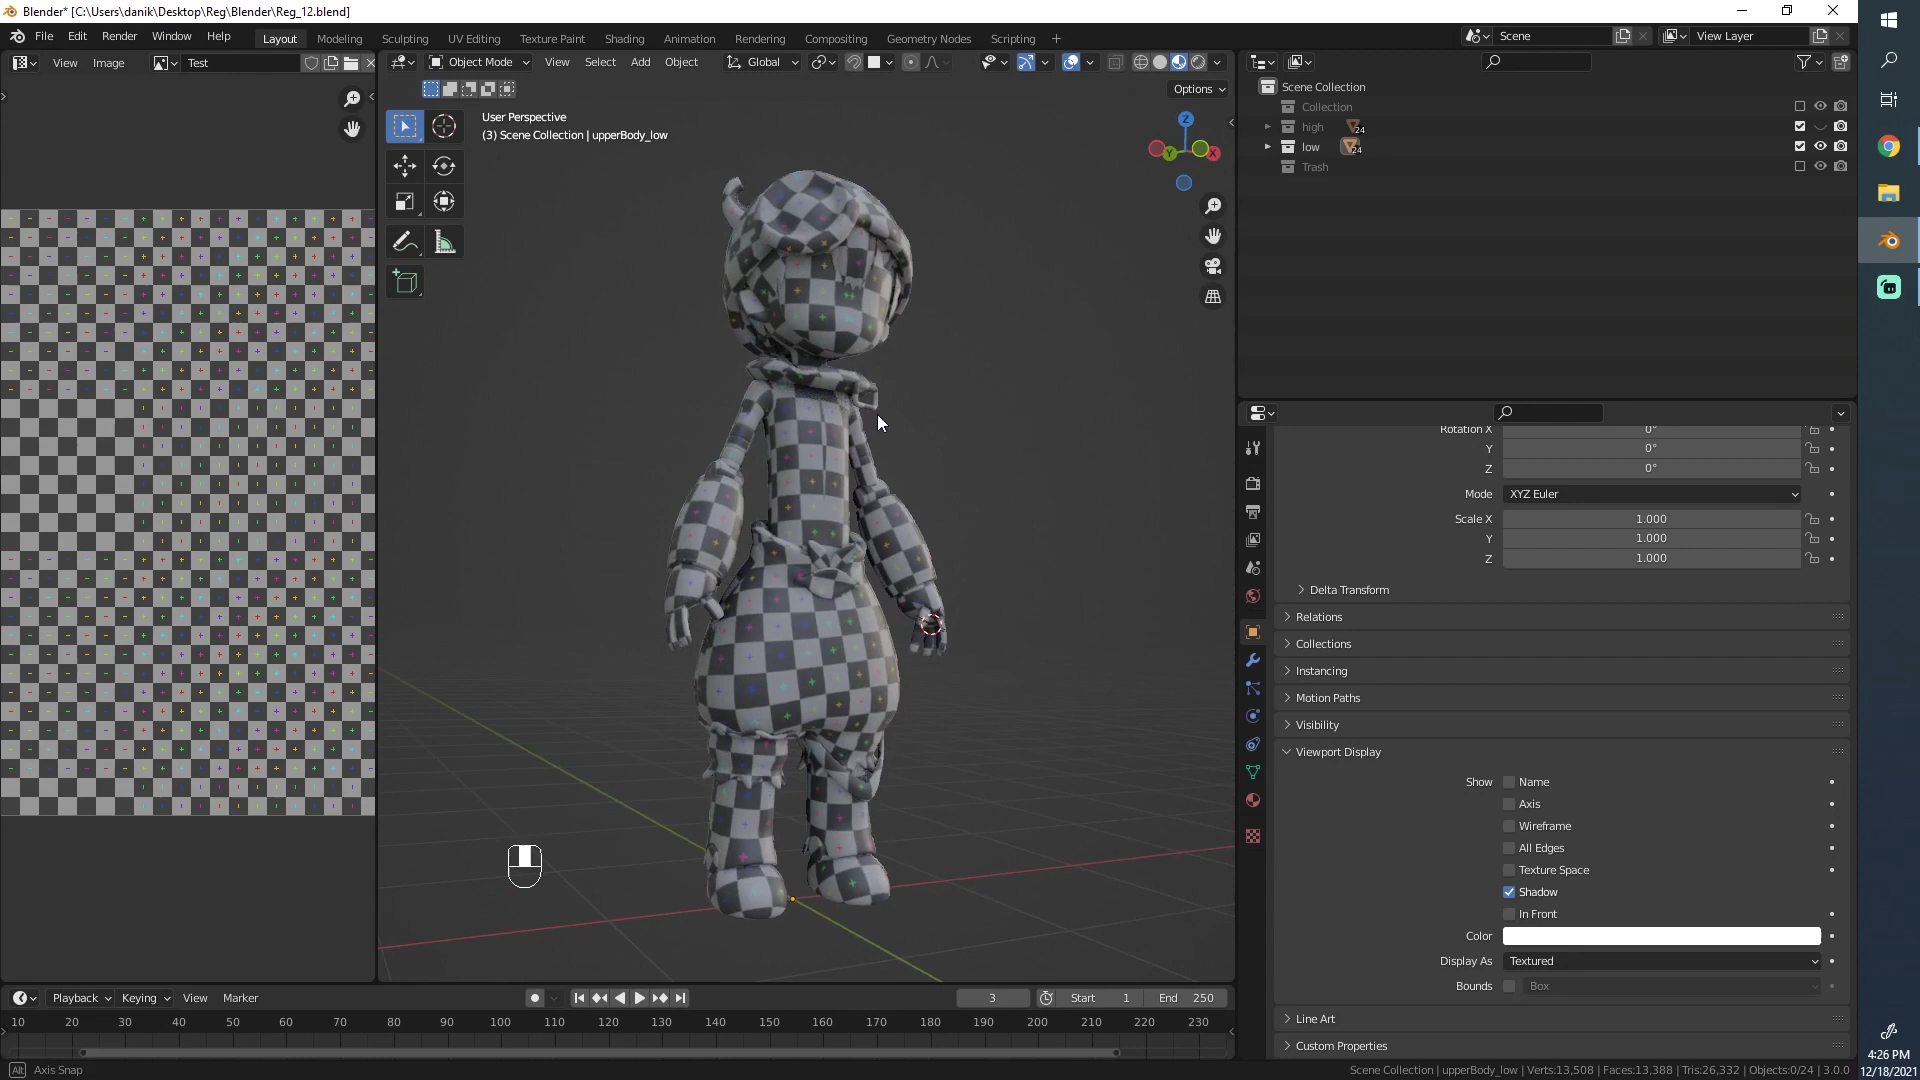 Blender* [C:\Users\danik\Desktop\Reg\Blender\Reg_12.blend]
File Edit Render Window Help Layout Modeling Sculpting UV Editing Texture Paint Shading Animation Rendering Compositing Geometry Nodes Scripting + Scene View Layer
View Image Test Object Mode View Select Add Object Global
Options
User Perspective
(3) Scene Collection | upperBody_low
Z
Y
X
Scene Collection
Collection
high 24
low 24
Trash
Rotation X 0°
Y 0°
Z 0°
Mode XYZ Euler
Scale X 1.000
Y 1.000
Z 1.000
Delta Transform
Relations
Collections
Instancing
Motion Paths
Visibility
Viewport Display
Show Name
Axis
Wireframe
All Edges
Texture Space
Shadow
In Front
Color
Display As Textured
Bounds Box
Line Art
Custom Properties
Playback Keying View Marker 3 Start 1 End 250
10 20 30 40 50 60 70 80 90 100 110 120 130 140 150 160 170 180 190 200 210 220 230
Alt Axis Snap
Scene Collection | upperBody_low | Verts:13,508 | Faces:13,388 | Tris:26,332 | Objects:0/24 | 3.0.0
4:26 PM
12/18/2021